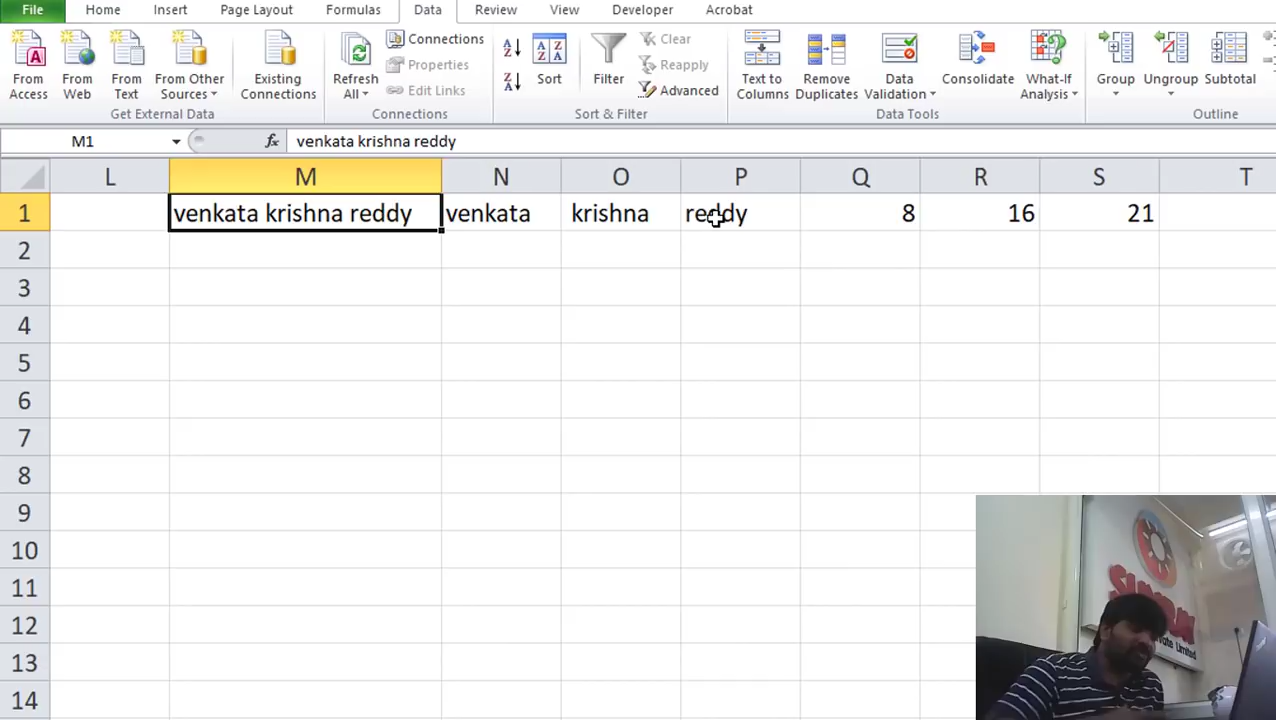 File Home Insert Page Layout Formulas Data Review View Developer Acrobat
From Access
From Web
From Text
From Other Sources
Existing Connections
Refresh All
Connections
Properties
Edit Links
Sort
Filter
Clear
Reapply
Advanced
Text to Columns
Remove Duplicates
Data Validation
Consolidate
What-If Analysis
Group
Ungroup
Subtotal
Get External Data
Connections
Sort & Filter
Data Tools
Outline
M1 fx venkata krishna reddy
L M N O P Q R S T
1 venkata krishna reddy venkata krishna reddy 8 16 21
2
3
4
5
6
7
8
9
10
11
12
13
14
Limited